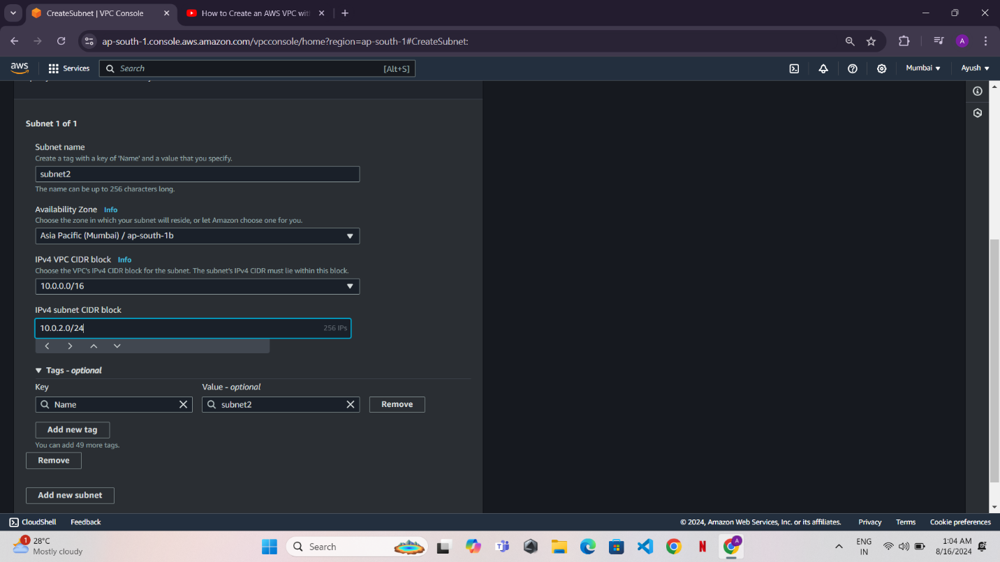 CreateSubnet | VPC Console
How to Create an AWS VPC wit
ap-south-1.console.aws.amazon.com/vpcconsole/home?region=ap-south-1#CreateSubnet:
A
aws
Services
Search
[Alt+S]
Mumbai
Ayush
Subnet 1 of 1
Subnet name
Create a tag with a key of 'Name' and a value that you specify.
subnet2
The name can be up to 256 characters long.
Availability Zone Info
Choose the zone in which your subnet will reside, or let Amazon choose one for you.
Asia Pacific (Mumbai) / ap-south-1b
IPv4 VPC CIDR block Info
Choose the VPC's IPv4 CIDR block for the subnet. The subnet's IPv4 CIDR must lie within this block.
10.0.0.0/16
IPv4 subnet CIDR block
10.0.2.0/24
256 IPs
Tags - optional
Key
Value - optional
Name
subnet2
Remove
Add new tag
You can add 49 more tags.
Remove
Add new subnet
CloudShell
Feedback
© 2024, Amazon Web Services, Inc. or its affiliates.
Privacy
Terms
Cookie preferences
1
28°C
Mostly cloudy
Search
A
ENG
IN
1:04 AM
8/16/2024